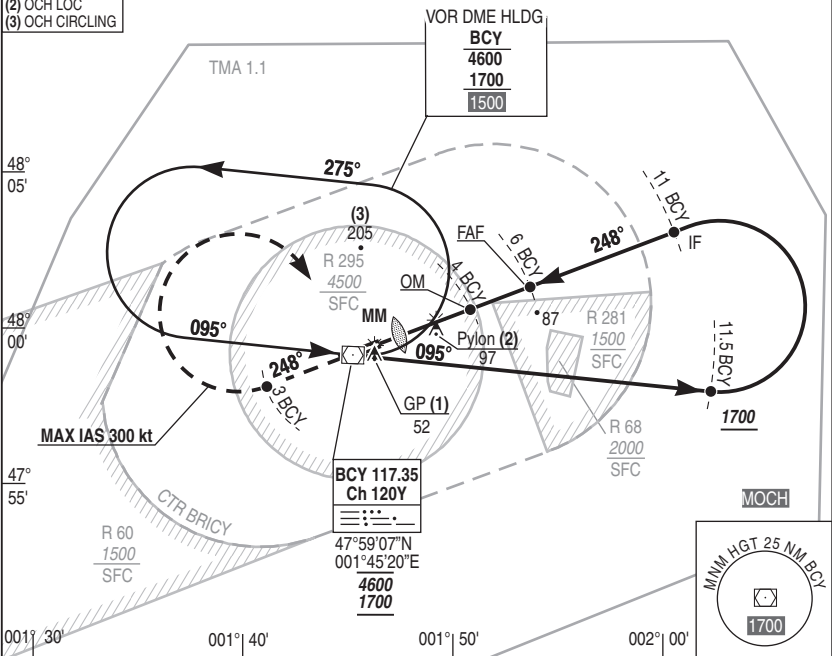 (2) OCH LOC
(3) OCH CIRCLING
VOR DME HLDG
BCY
4600
1700
1500
TMA 1.1
48°
05'
275°
(3)
205
R 295
4500
SFC
11 BCY
IF
248°
FAF
6 BCY
4 BCY
OM
MM
87
R 281
1500
SFC
Pylon (2)
97
48°
00'
095°
095°
11.5 BCY
248°
3 BCY
GP (1)
52
1700
MAX IAS 300 kt
R 68
2000
SFC
BCY 117.35
Ch 120Y
47°59'07"N
001°45'20"E
4600
1700
47°
55'
CTR BRICY
R 60
1500
SFC
MOCH
MNM HGT 25 NM BCY
1700
001° 30'
001° 40'
001° 50'
002° 00'